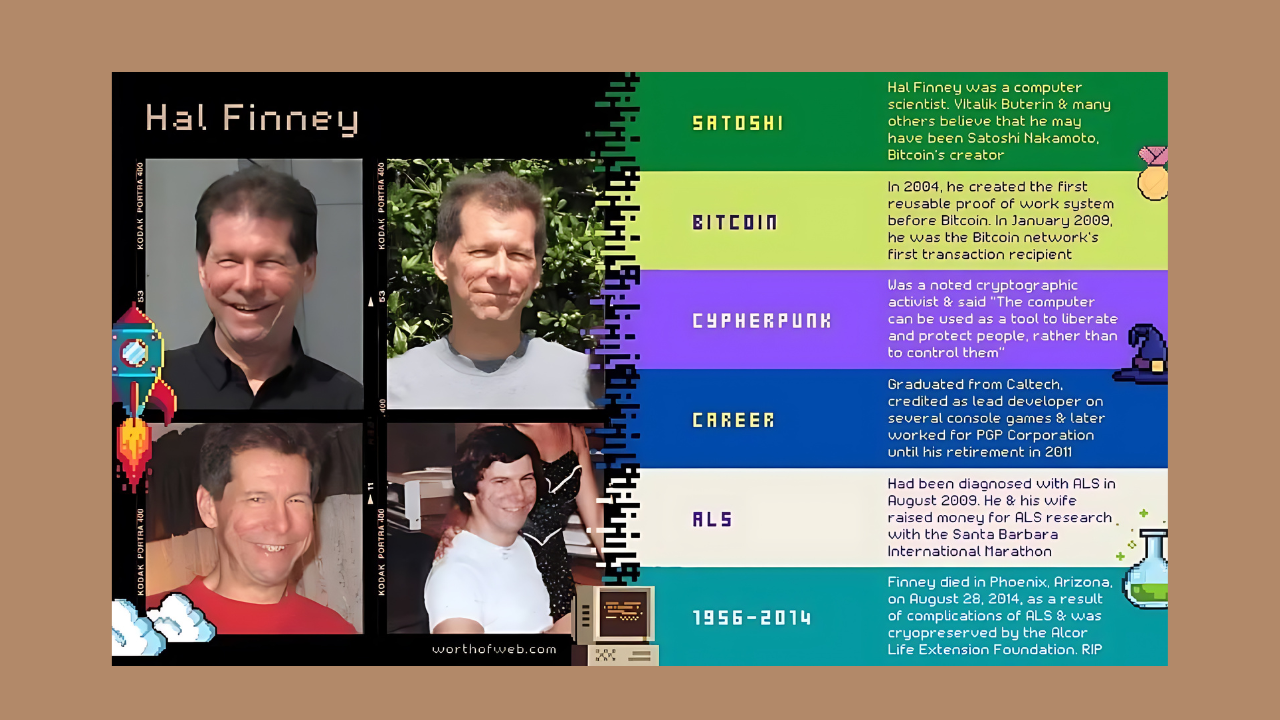 Hal Finney
KODAK PORTRA 400
KODAK PORTRA 400
53
53
400
11
KODAK PORTRA 400
KODAK PORTRA 400
worthofweb.com
SATOSHI
Hal Finney was a computer
scientist. Vitalik Buterin & many
others believe that he may
have been Satoshi Nakamoto,
Bitcoin's creator
BITCOIN
In 2004, he created the first
reusable proof of work system
before Bitcoin. In January 2009,
he was the Bitcoin network's
first transaction recipient
CYPHERPUNK
Was a noted cryptographic
activist & said "The computer
can be used as a tool to liberate
and protect people, rather than
to control them"
CAREER
Graduated from Caltech,
credited as lead developer on
several console games & later
worked for PGP Corporation
until his retirement in 2011
ALS
Had been diagnosed with ALS in
August 2009. He & his wife
raised money for ALS research
with the Santa Barbara
International Marathon
1956-2014
Finney died in Phoenix, Arizona,
on August 28, 2014, as a result
of complications of ALS & was
cryopreserved by the Alcor
Life Extension Foundation. RIP